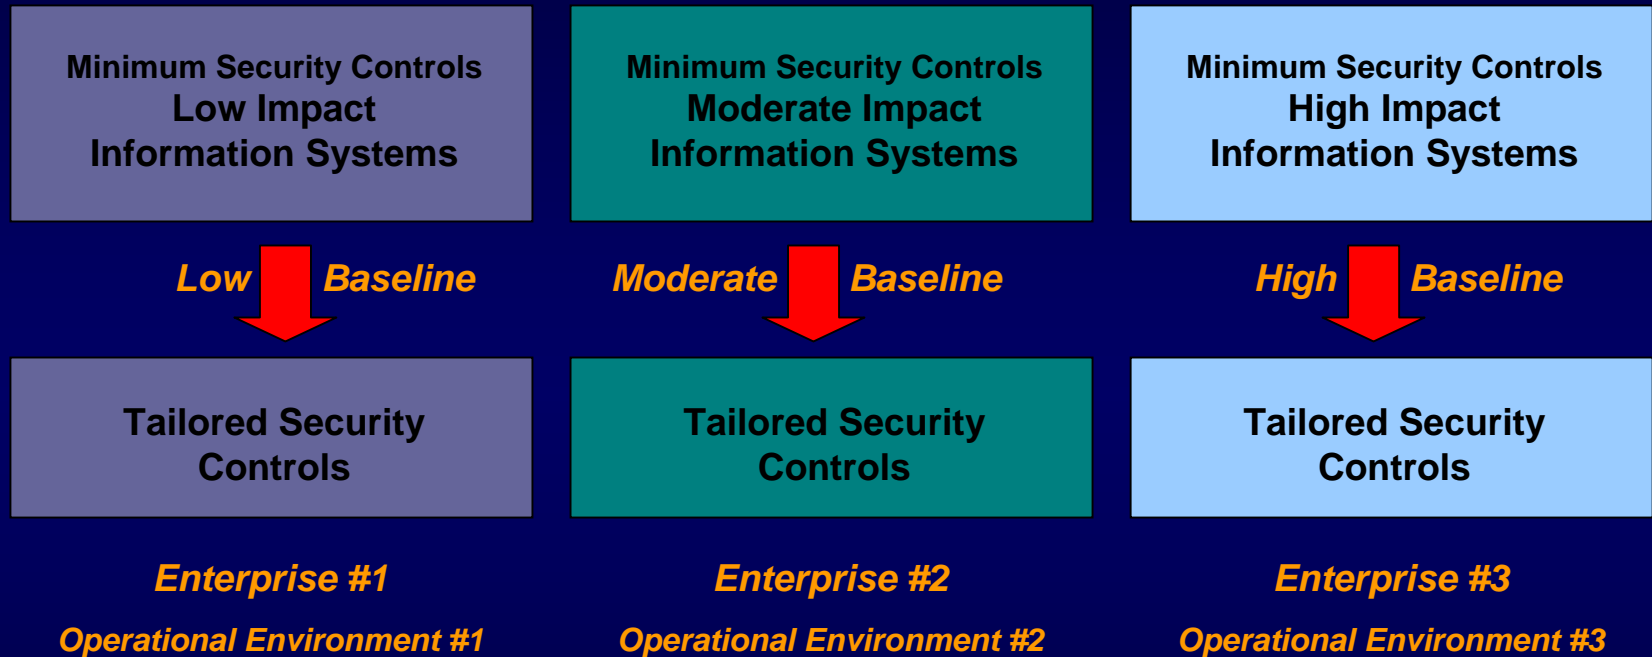 Minimum Security Controls
Low Impact
Information Systems
Minimum Security Controls
Moderate Impact
Information Systems
Minimum Security Controls
High Impact
Information Systems
Low Baseline
Moderate Baseline
High Baseline
Tailored Security
Controls
Tailored Security
Controls
Tailored Security
Controls
Enterprise #1
Enterprise #2
Enterprise #3
Operational Environment #1
Operational Environment #2
Operational Environment #3